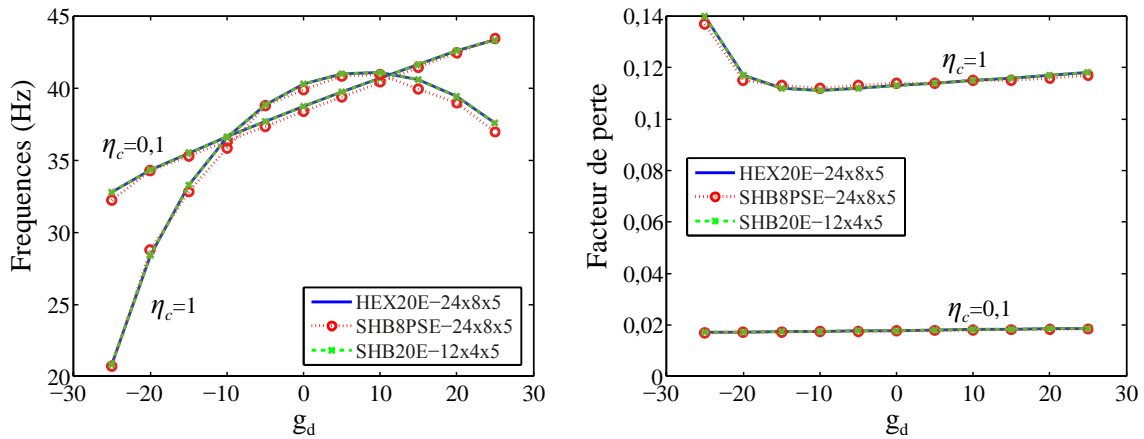 45
40
35
30
25
20
−30
−20
−10
0
10
20
30
Frequences (Hz)
g_d
η_c=0,1
η_c=1
HEX20E−24x8x5
SHB8PSE−24x8x5
SHB20E−12x4x5
0,14
0,12
0,10
0,08
0,06
0,04
0,02
0
−30
−20
−10
0
10
20
30
Facteur de perte
g_d
η_c=1
HEX20E−24x8x5
SHB8PSE−24x8x5
SHB20E−12x4x5
η_c=0,1